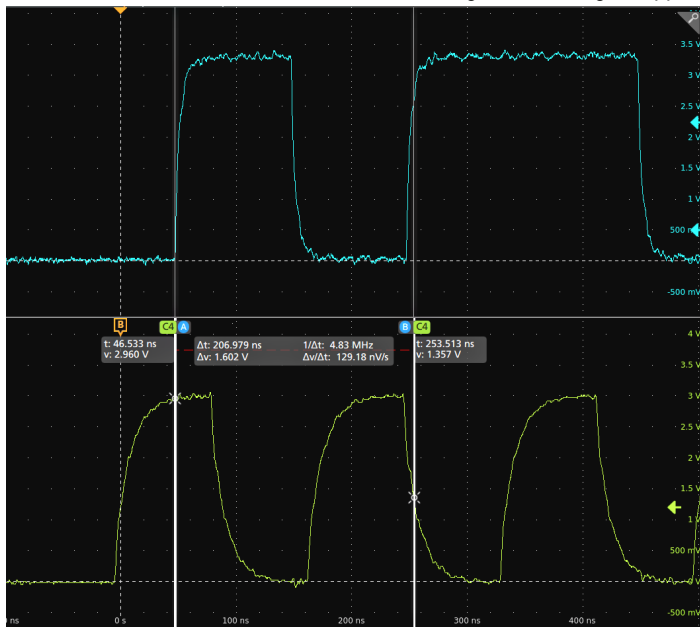 3.5 V
3 V
2.5 V
2 V
1.5 V
1 V
500 m
0 V
-500 mV
B
C4
A
B
C4
4 V
t: 46.533 ns
v: 2.960 V
Δt: 206.979 ns
1/Δt: 4.83 MHz
Δv: 1.602 V
Δv/Δt: 129.18 nV/s
t: 253.513 ns
v: 1.357 V
3.5 V
3 V
2.5 V
2 V
1.5 V
1 V
500 mV
0 V
-500 mV
ns
0 s
100 ns
200 ns
300 ns
400 ns